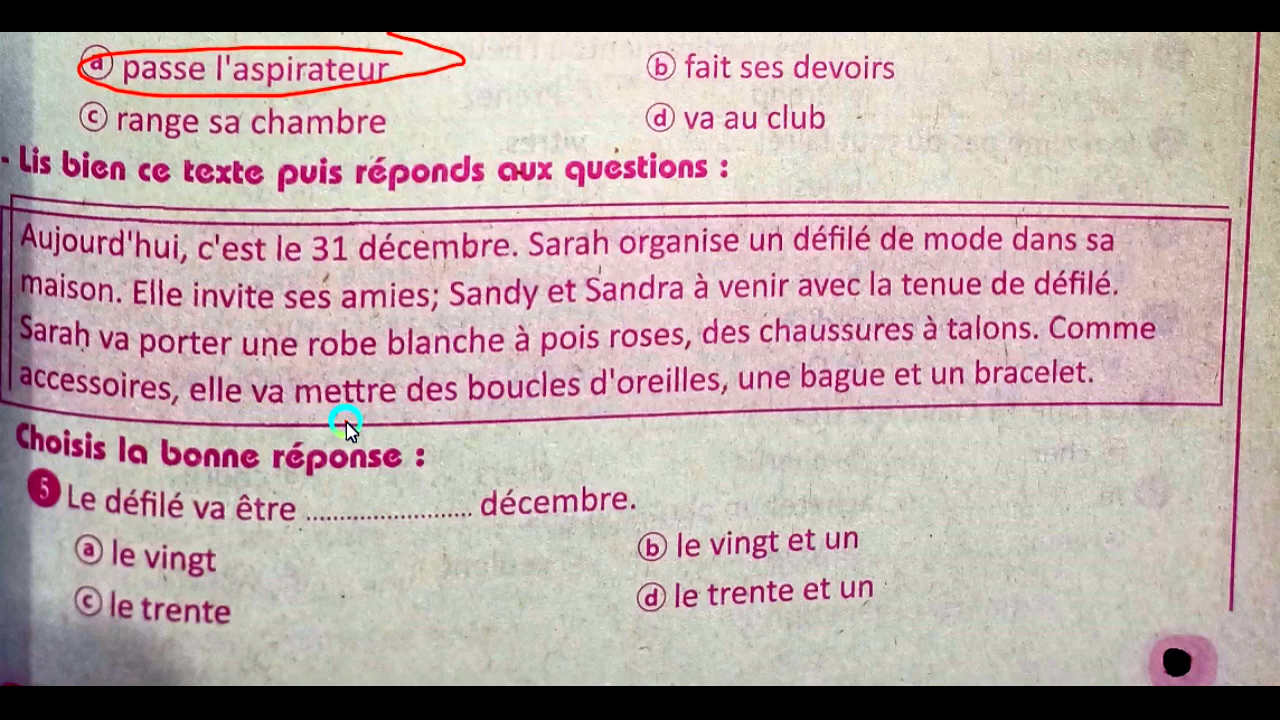 ⓐ passe l'aspirateur ⓑ fait ses devoirs
ⓒ range sa chambre ⓓ va au club
- Lis bien ce texte puis réponds aux questions :
Aujourd'hui, c'est le 31 décembre. Sarah organise un défilé de mode dans sa
maison. Elle invite ses amies; Sandy et Sandra à venir avec la tenue de défilé.
Sarah va porter une robe blanche à pois roses, des chaussures à talons. Comme
accessoires, elle va mettre des boucles d'oreilles, une bague et un bracelet.
Choisis la bonne réponse :
5 Le défilé va être ........................ décembre.
ⓐ le vingt ⓑ le vingt et un
ⓒ le trente ⓓ le trente et un